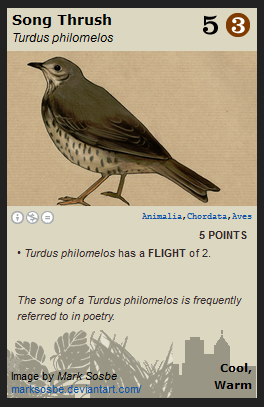 Song Thrush 5 3
Turdus philomelos
Animalia,Chordata,Aves
5 POINTS
• Turdus philomelos has a FLIGHT of 2.
The song of a Turdus philomelos is frequently
referred to in poetry.
Cool,
Warm
Image by Mark Sosbe
marksosbe.deviantart.com/